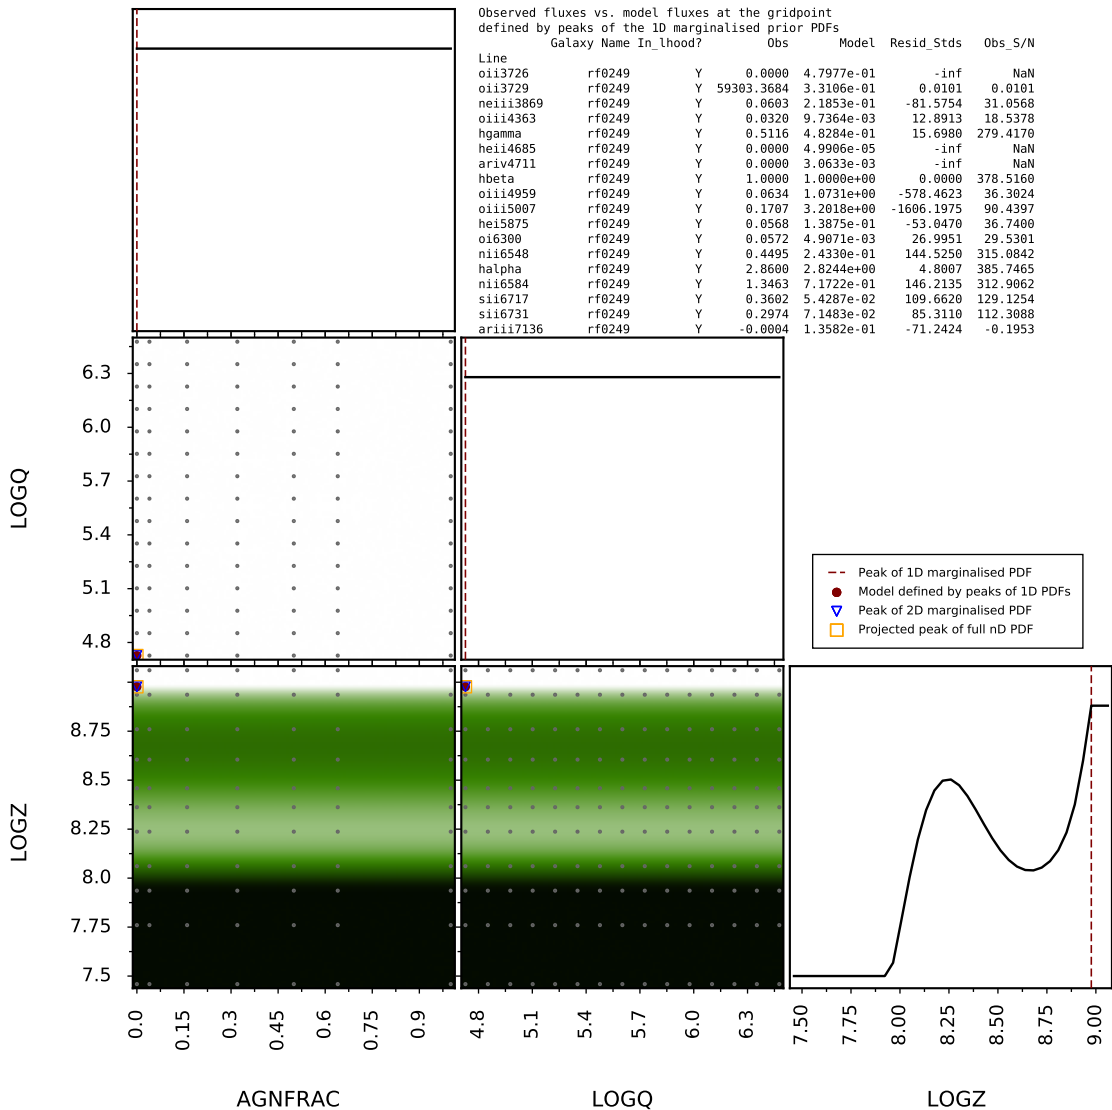 Observed fluxes vs. model fluxes at the gridpoint
defined by peaks of the 1D marginalised prior PDFs
Galaxy Name In_lhood? Obs Model Resid_Stds Obs_S/N
Line
oii3726 rf0249 Y 0.0000 4.7977e-01 -inf NaN
oii3729 rf0249 Y 59303.3684 3.3106e-01 0.0101 0.0101
neiii3869 rf0249 Y 0.0603 2.1853e-01 -81.5754 31.0568
oiii4363 rf0249 Y 0.0320 9.7364e-03 12.8913 18.5378
hgamma rf0249 Y 0.5116 4.8284e-01 15.6980 279.4170
heii4685 rf0249 Y 0.0000 4.9906e-05 -inf NaN
ariv4711 rf0249 Y 0.0000 3.0633e-03 -inf NaN
hbeta rf0249 Y 1.0000 1.0000e+00 0.0000 378.5160
oiii4959 rf0249 Y 0.0634 1.0731e+00 -578.4623 36.3024
oiii5007 rf0249 Y 0.1707 3.2018e+00 -1606.1975 90.4397
hei5875 rf0249 Y 0.0568 1.3875e-01 -53.0470 36.7400
oi6300 rf0249 Y 0.0572 4.9071e-03 26.9951 29.5301
nii6548 rf0249 Y 0.4495 2.4330e-01 144.5250 315.0842
halpha rf0249 Y 2.8600 2.8244e+00 4.8007 385.7465
nii6584 rf0249 Y 1.3463 7.1722e-01 146.2135 312.9062
sii6717 rf0249 Y 0.3602 5.4287e-02 109.6620 129.1254
sii6731 rf0249 Y 0.2974 7.1483e-02 85.3110 112.3088
ariii7136 rf0249 Y -0.0004 1.3582e-01 -71.2424 -0.1953
LOGQ
6.3
6.0
5.7
5.4
5.1
4.8
Peak of 1D marginalised PDF
Model defined by peaks of 1D PDFs
Peak of 2D marginalised PDF
Projected peak of full nD PDF
LOGZ
8.75
8.5
8.25
8.0
7.75
7.5
0.0 0.15 0.3 0.45 0.6 0.75 0.9
4.8 5.1 5.4 5.7 6.0 6.3
7.50 7.75 8.00 8.25 8.50 8.75 9.00
AGNFRAC
LOGQ
LOGZ